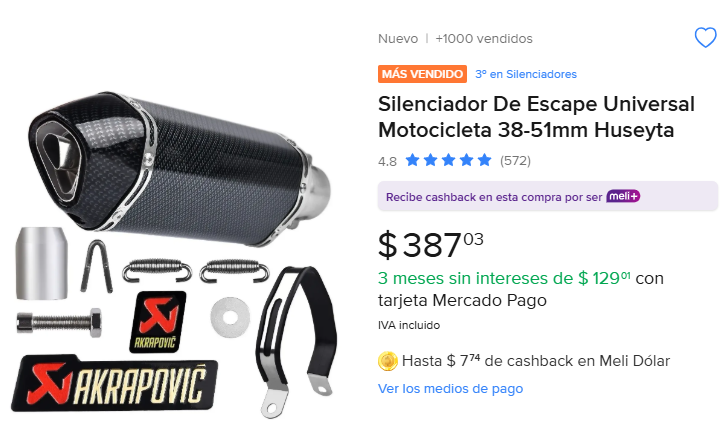 Nuevo | +1000 vendidos
MÁS VENDIDO 3º en Silenciadores
Silenciador De Escape Universal
Motocicleta 38-51mm Huseyta
4.8 (572)
Recibe cashback en esta compra por ser meli+
$ 387 03
3 meses sin intereses de $ 129 01 con
tarjeta Mercado Pago
IVA incluido
Hasta $ 7 74 de cashback en Meli Dólar
Ver los medios de pago
AKRAPOVIČ
AKRAPOVIČ